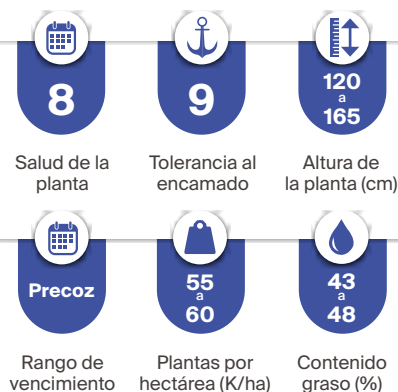 8
Salud de la
planta
9
Tolerancia al
encamado
120
a
165
Altura de
la planta (cm)
Precoz
Rango de
vencimiento
55
a
60
Plantas por
hectárea (K/ha)
43
a
48
Contenido
graso (%)